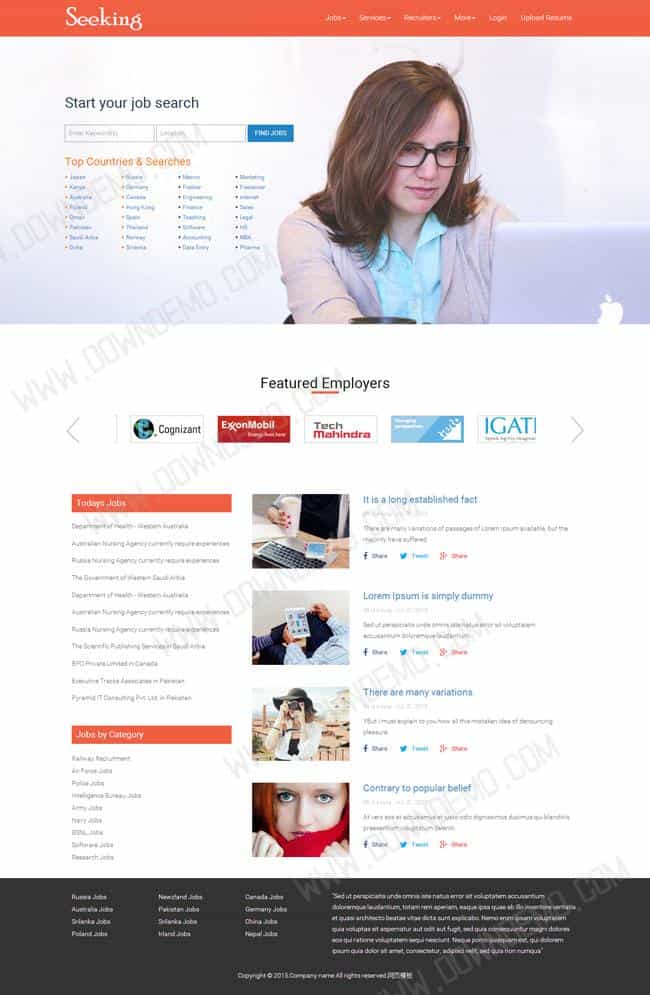 Seeking
Jobs Services Recruiters More Login Upload Resume
Start your job search
Enter Keyword(s) Location FIND JOBS
Top Countries & Searches
Japan Russia Mexico Marketing
Kenya Germany Fresher Freelancer
Australia Canada Engineering Internet
Poland Hong Kong Finance Sales
Oman Spain Teaching Legal
Pakistan Thailand Software HR
Saudi Arbia Norway Accounting MBA
Doha Srilanka Data Entry Pharma
WWW.DOWNDEMO.COM
Featured Employers
Cognizant ExxonMobil Tech Mahindra IGATE
Energy lives here
Todays Jobs
Department of Health - Western Australia
Australian Nursing Agency currently require experiences
Russia Nursing Agency currently require experiences
The Government of Western Saudi Arbia
Department of Health - Western Australia
Australian Nursing Agency currently require experiences
Russia Nursing Agency currently require experiences
The Scientific Publishing Services in Saudi Arbia
BPO Private Limited in Canada
Executive Tracks Associates in Pakistan
Pyramid IT Consulting Pvt. Ltd. in Pakistan
Jobs by Category
Railway Recruitment
Air Force Jobs
Police Jobs
Intelligence Bureau Jobs
Army Jobs
Navy Jobs
BSNL Jobs
Software Jobs
Research Jobs
It is a long established fact
There are many variations of passages of Lorem Ipsum available, but the
majority have suffered
Share Tweet Share
Lorem Ipsum is simply dummy
Sed ut perspiciatis unde omnis iste natus error sit voluptatem
accusantium doloremque laudantium.
Share Tweet Share
There are many variations
!But I must explain to you how all this mistaken idea of denouncing
pleasure
Share Tweet Share
Contrary to popular belief
At vero eos et accusamus et iusto odio dignissimos ducimus qui blanditiis
praesentium voluptatum deleniti.
Share Tweet Share
Russia Jobs Newzland Jobs Canada Jobs
Australia Jobs Pakistan Jobs Germany Jobs
Srilanka Jobs Srilanka Jobs China Jobs
Poland Jobs Irland Jobs Nepal Jobs
"Sed ut perspiciatis unde omnis iste natus error sit voluptatem accusantium
doloremque laudantium, totam rem aperiam, eaque ipsa quae ab illo inventore veritatis
et quasi architecto beatae vitae dicta sunt explicabo. Nemo enim ipsam voluptatem
quia voluptas sit aspernatur aut odit aut fugit, sed quia consequuntur magni dolores
eos qui ratione voluptatem sequi nesciunt. Neque porro quisquam est, qui dolorem
ipsum quia dolor sit amet, consectetur, adipisci velit, sed quia non numqua"
Copyright © 2015.Company name All rights reserved.网页模板